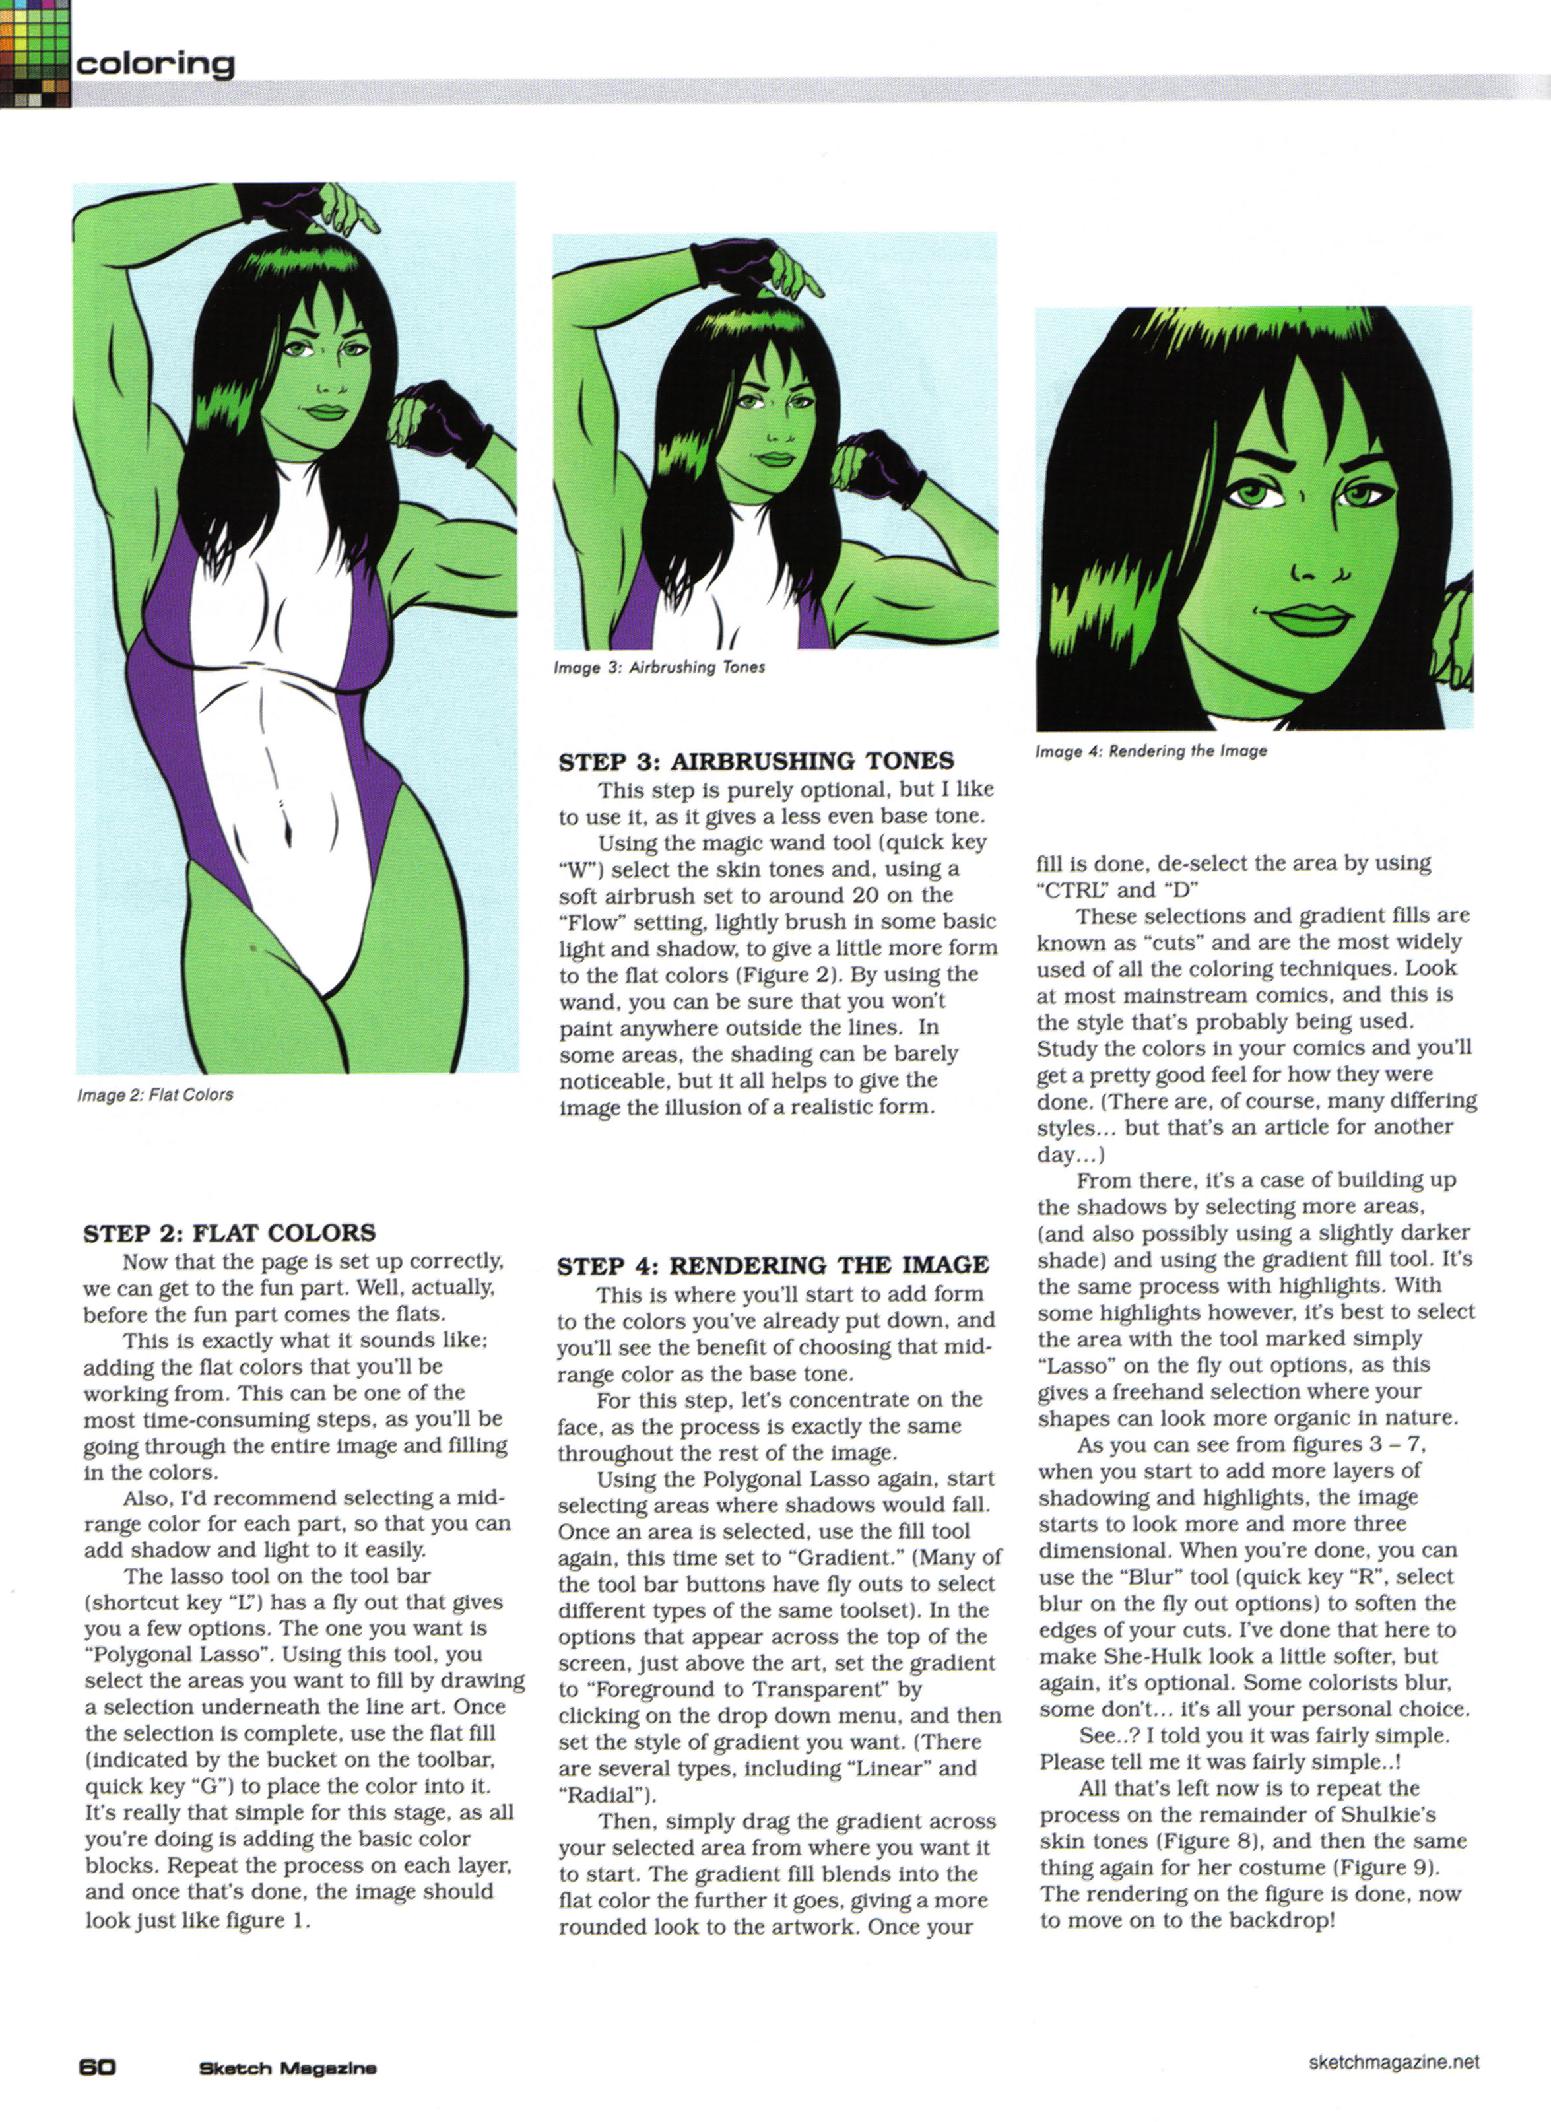 coloring
Image 2: Flat Colors
STEP 2: FLAT COLORS
Now that the page is set up correctly,
we can get to the fun part. Well, actually,
before the fun part comes the flats.
This is exactly what it sounds like;
adding the flat colors that you'll be
working from. This can be one of the
most time-consuming steps, as you'll be
going through the entire image and filling
in the colors.
Also, I'd recommend selecting a mid-
range color for each part, so that you can
add shadow and light to it easily.
The lasso tool on the tool bar
(shortcut key “L”) has a fly out that gives
you a few options. The one you want is
“Polygonal Lasso”. Using this tool, you
select the areas you want to fill by drawing
a selection underneath the line art. Once
the selection is complete, use the flat fill
(indicated by the bucket on the toolbar,
quick key “G”) to place the color into it.
It's really that simple for this stage, as all
you're doing is adding the basic color
blocks. Repeat the process on each layer,
and once that's done, the image should
look just like figure 1.
Image 3: Airbrushing Tones
STEP 3: AIRBRUSHING TONES
This step is purely optional, but I like
to use it, as it gives a less even base tone.
Using the magic wand tool (quick key
“W”) select the skin tones and, using a
soft airbrush set to around 20 on the
“Flow” setting, lightly brush in some basic
light and shadow, to give a little more form
to the flat colors (Figure 2). By using the
wand, you can be sure that you won't
paint anywhere outside the lines. In
some areas, the shading can be barely
noticeable, but it all helps to give the
image the illusion of a realistic form.
STEP 4: RENDERING THE IMAGE
This is where you'll start to add form
to the colors you've already put down, and
you'll see the benefit of choosing that mid-
range color as the base tone.
For this step, let's concentrate on the
face, as the process is exactly the same
throughout the rest of the image.
Using the Polygonal Lasso again, start
selecting areas where shadows would fall.
Once an area is selected, use the fill tool
again, this time set to “Gradient.” (Many of
the tool bar buttons have fly outs to select
different types of the same toolset). In the
options that appear across the top of the
screen, just above the art, set the gradient
to “Foreground to Transparent” by
clicking on the drop down menu, and then
set the style of gradient you want. (There
are several types, including “Linear” and
“Radial”).
Then, simply drag the gradient across
your selected area from where you want it
to start. The gradient fill blends into the
flat color the further it goes, giving a more
rounded look to the artwork. Once your
Image 4: Rendering the Image
fill is done, de-select the area by using
“CTRL” and “D”
These selections and gradient fills are
known as “cuts” and are the most widely
used of all the coloring techniques. Look
at most mainstream comics, and this is
the style that's probably being used.
Study the colors in your comics and you'll
get a pretty good feel for how they were
done. (There are, of course, many differing
styles... but that's an article for another
day...)
From there, it's a case of building up
the shadows by selecting more areas,
(and also possibly using a slightly darker
shade) and using the gradient fill tool. It's
the same process with highlights. With
some highlights however, it's best to select
the area with the tool marked simply
“Lasso” on the fly out options, as this
gives a freehand selection where your
shapes can look more organic in nature.
As you can see from figures 3 – 7,
when you start to add more layers of
shadowing and highlights, the image
starts to look more and more three
dimensional. When you're done, you can
use the “Blur” tool (quick key “R”, select
blur on the fly out options) to soften the
edges of your cuts. I've done that here to
make She-Hulk look a little softer, but
again, it's optional. Some colorists blur,
some don't... it's all your personal choice.
See..? I told you it was fairly simple.
Please tell me it was fairly simple..!
All that's left now is to repeat the
process on the remainder of Shulkie's
skin tones (Figure 8), and then the same
thing again for her costume (Figure 9).
The rendering on the figure is done, now
to move on to the backdrop!
60 Sketch Magazine
sketchmagazine.net